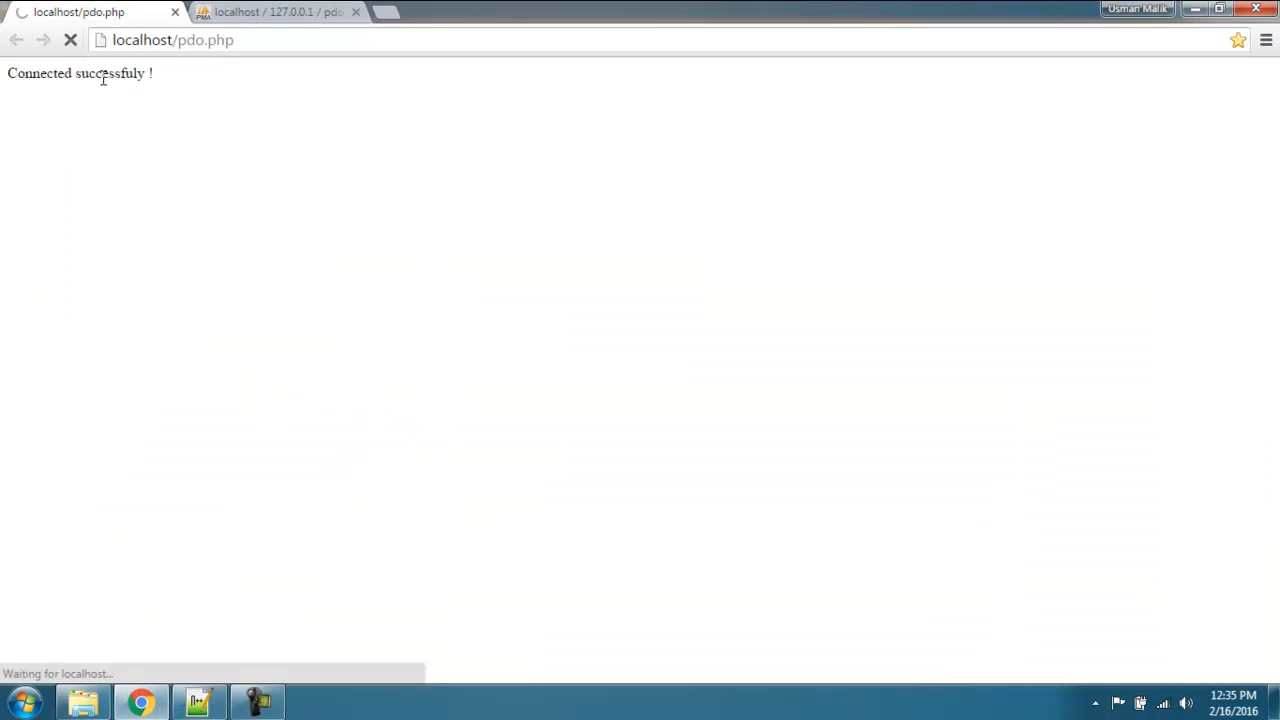 localhost/pdo.php
localhost / 127.0.0.1 / pdo
Usman Malik
localhost/pdo.php
Connected successfuly !
Waiting for localhost...
12:35 PM
2/16/2016